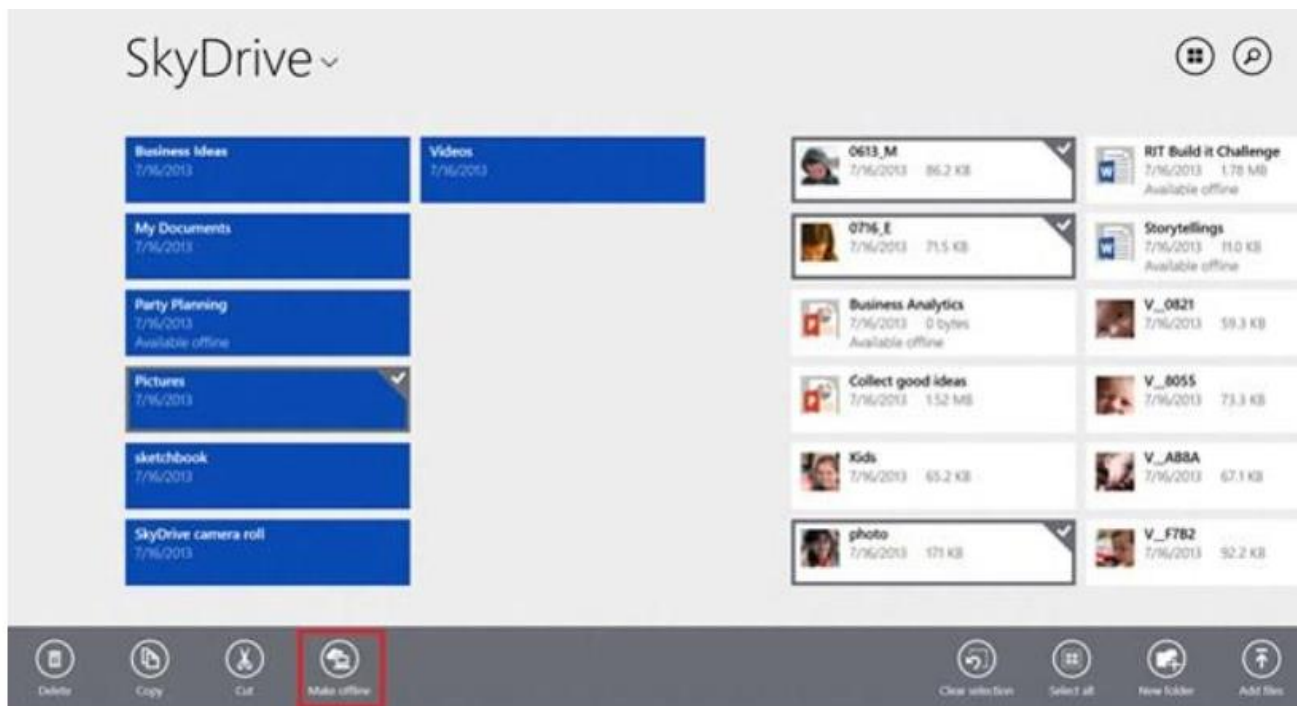 SkyDrive
Business Ideas
7/16/2013
My Documents
7/16/2013
Party Planning
7/16/2013
Available offline
Pictures
7/16/2013
sketchbook
7/16/2013
SkyDrive camera roll
7/16/2013
Videos
7/16/2013
0613_M
7/16/2013 86.2 KB
0716_E
7/16/2013 71.5 KB
Business Analytics
7/16/2013 0 bytes
Available offline
Collect good ideas
7/16/2013 1.52 MB
Kids
7/16/2013 65.2 KB
photo
7/16/2013 171 KB
RIT Build it Challenge
7/16/2013 1.78 MB
Available offline
Storytellings
7/16/2013 11.0 KB
Available offline
V__0821
7/16/2013 59.3 KB
V__8055
7/16/2013 73.3 KB
V__A88A
7/16/2013 67.1 KB
V__F7B2
7/16/2013 92.2 KB
Delete
Copy
Cut
Make offline
Clear selection
Select all
New folder
Add files